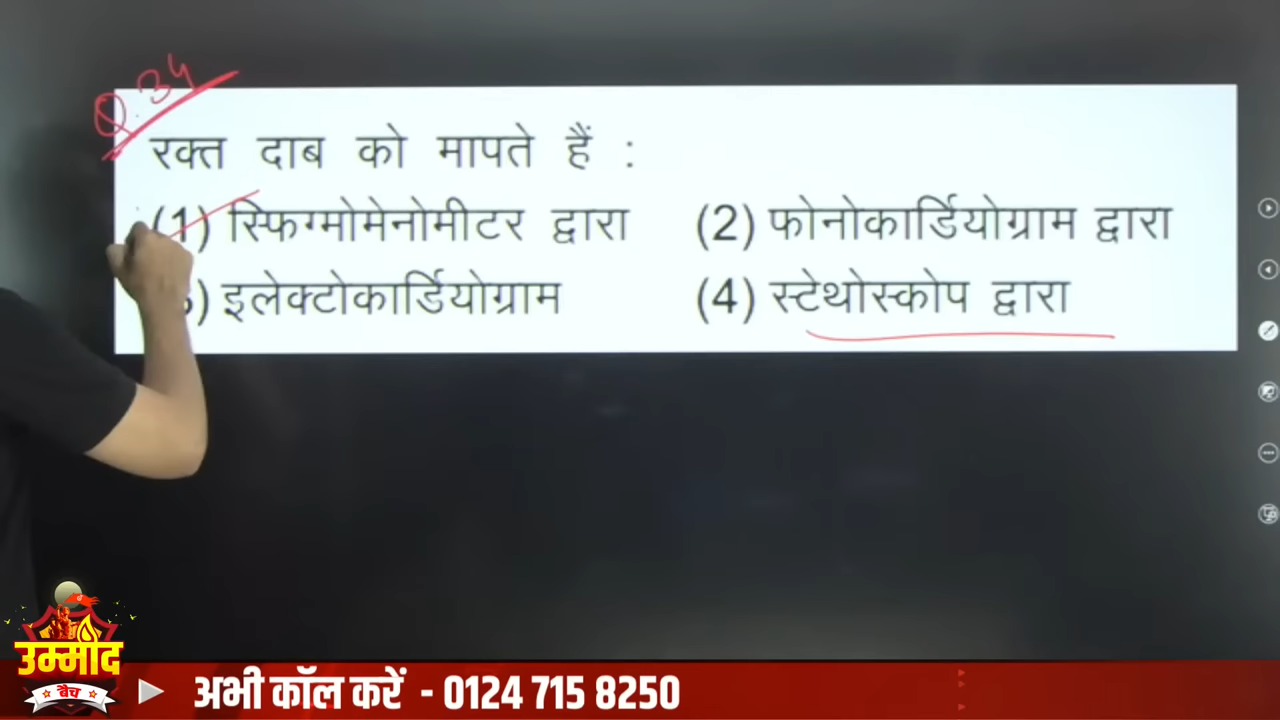 Q.34
रक्त दाब को मापते हैं :
(1) स्फिग्मोमेनोमीटर द्वारा (2) फोनोकार्डियोग्राम द्वारा
) इलेक्टोकार्डियोग्राम (4) स्टेथोस्कोप द्वारा
उम्मीद
बैच
अभी कॉल करें - 0124 715 8250